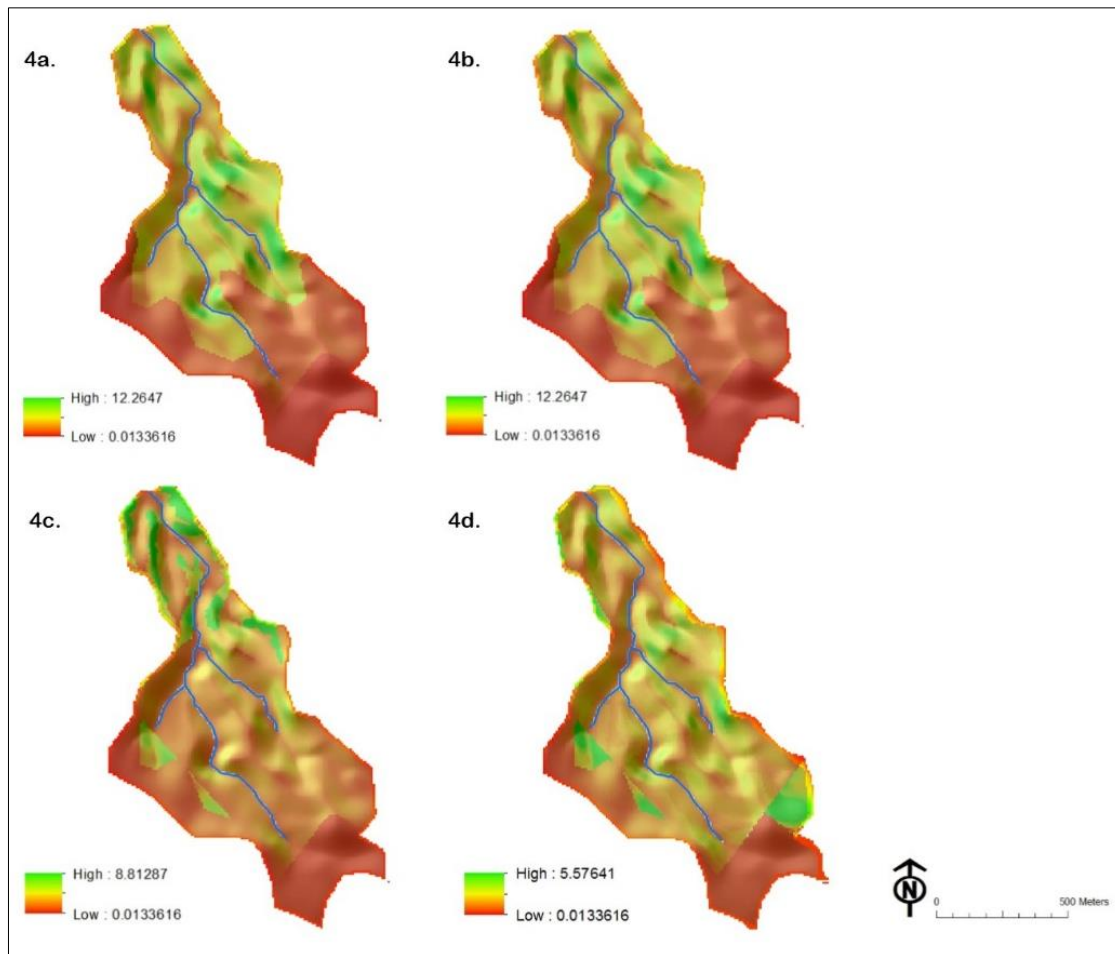 4a.
4b.
High : 12.2647
Low : 0.0133616
High : 12.2647
Low : 0.0133616
4c.
4d.
High : 8.81287
Low : 0.0133616
High : 5.57641
Low : 0.0133616
N
0 500 Meters